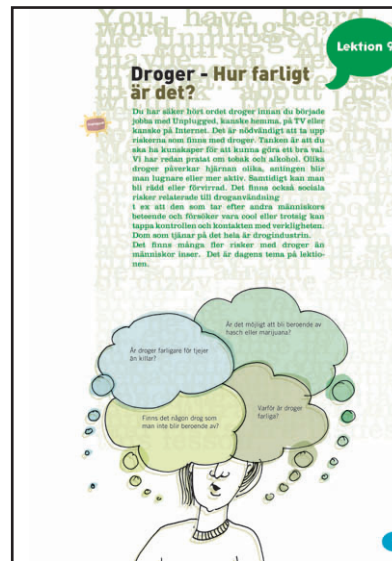 Lektion 9
Droger - Hur farligt
är det?
Du har säker hört ordet droger innan du började
jobba med Unplugged, kanske hemma, på TV eller
kanske på Internet. Det är nödvändigt att ta upp
riskerna som finns med droger. Tanken är att du
ska ha kunskaper för att kunna göra ett bra val.
Vi har redan pratat om tobak och alkohol. Olika
droger påverkar hjärnan olika, antingen blir
man lugnare eller mer aktiv. Samtidigt kan man
bli rädd eller förvirrad. Det finns också sociala
risker relaterade till droganvändning
t ex att den som tar efter andra människors
beteende och försöker vara cool eller trotsig kan
tappa kontrollen och kontakten med verkligheten.
Dom som tjänar på det hela är drogindustrin.
Det finns många fler risker med droger än
människor inser. Det är dagens tema på lektio-
nen.
Är det möjligt att bli beroende av
hasch eller marijuana?
Är droger farligare för tjejer
än killar?
Finns det någon drog som
man inte blir beroende av?
Varför är droger
farliga?